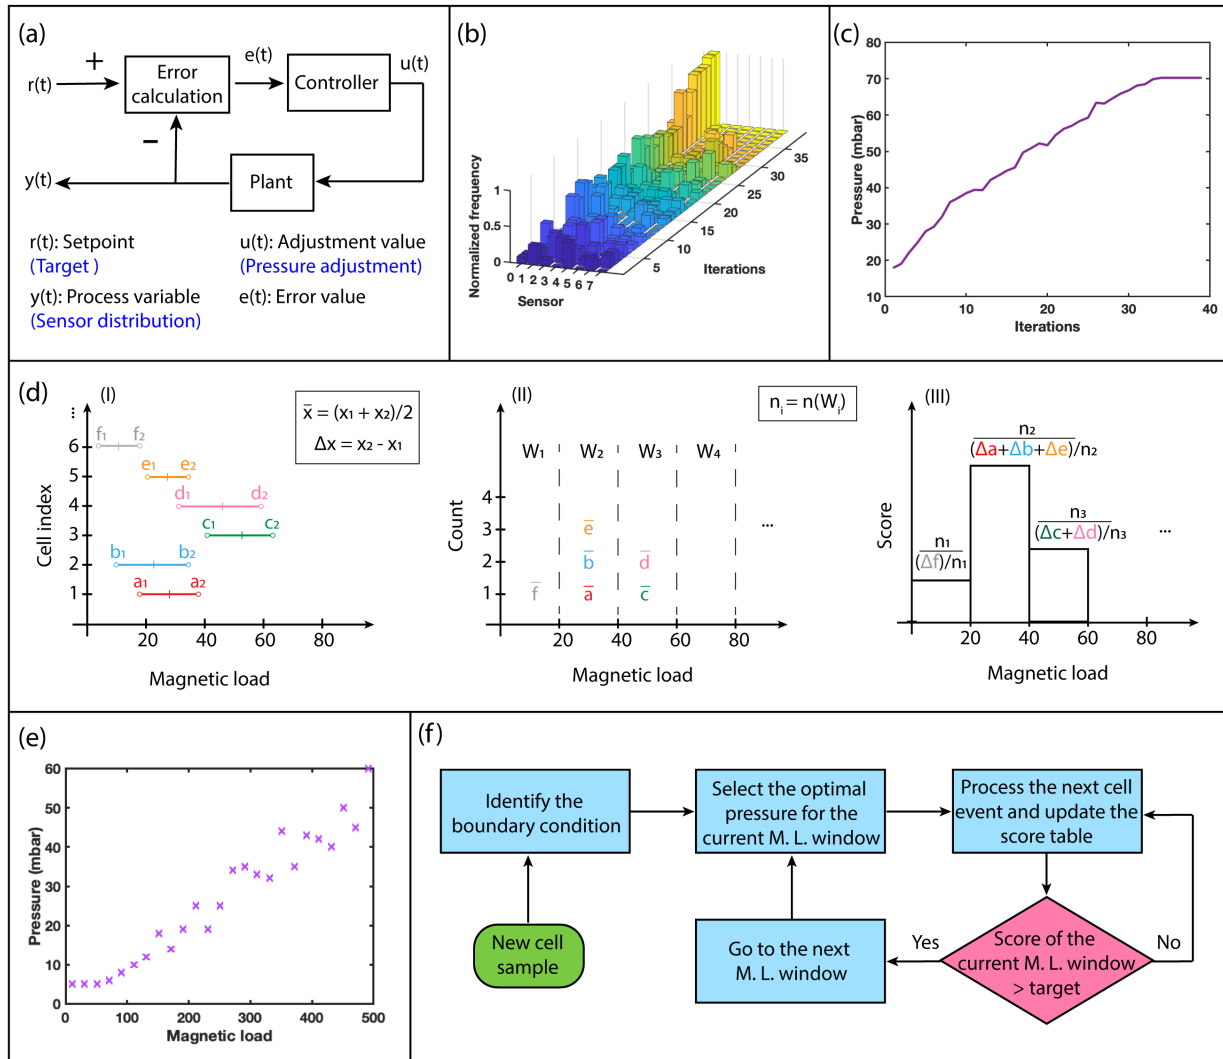 (a)
r(t)
+
Error
calculation
e(t)
Controller
u(t)
−
y(t)
Plant
r(t): Setpoint
(Target )
y(t): Process variable
(Sensor distribution)
u(t): Adjustment value
(Pressure adjustment)
e(t): Error value
(b)
Normalized frequency
1
0.5
0
0 1 2 3 4 5 6 7
Sensor
5
10
15
20
25
30
35
Iterations
(c)
Pressure (mbar)
80
70
60
50
40
30
20
10
0 10 20 30 40
Iterations
(d)
(I)
x̄ = (x₁ + x₂)/2
Δx = x₂ - x₁
Cell index
...
6
5
4
3
2
1
f₁ f₂
e₁ e₂
d₁ d₂
c₁ c₂
b₁ b₂
a₁ a₂
20 40 60 80
Magnetic load
(II)
nᵢ = n(Wᵢ)
W₁ W₂ W₃ W₄
Count
4
3
2
1
0
e̅
b̅ d̅
f̅ a̅ c̅
...
20 40 60 80
Magnetic load
(III)
Score
n₁
(Δf)/n₁
n₂
(Δa+Δb+Δe)/n₂
n₃
(Δc+Δd)/n₃
...
20 40 60 80
Magnetic load
(e)
Pressure (mbar)
60
50
40
30
20
10
0
0 100 200 300 400 500
Magnetic load
(f)
Identify the
boundary condition
New cell
sample
Select the optimal
pressure for the
current M. L. window
Go to the next
M. L. window
Process the next cell
event and update the
score table
Yes
Score of the
current M. L. window
> target
No